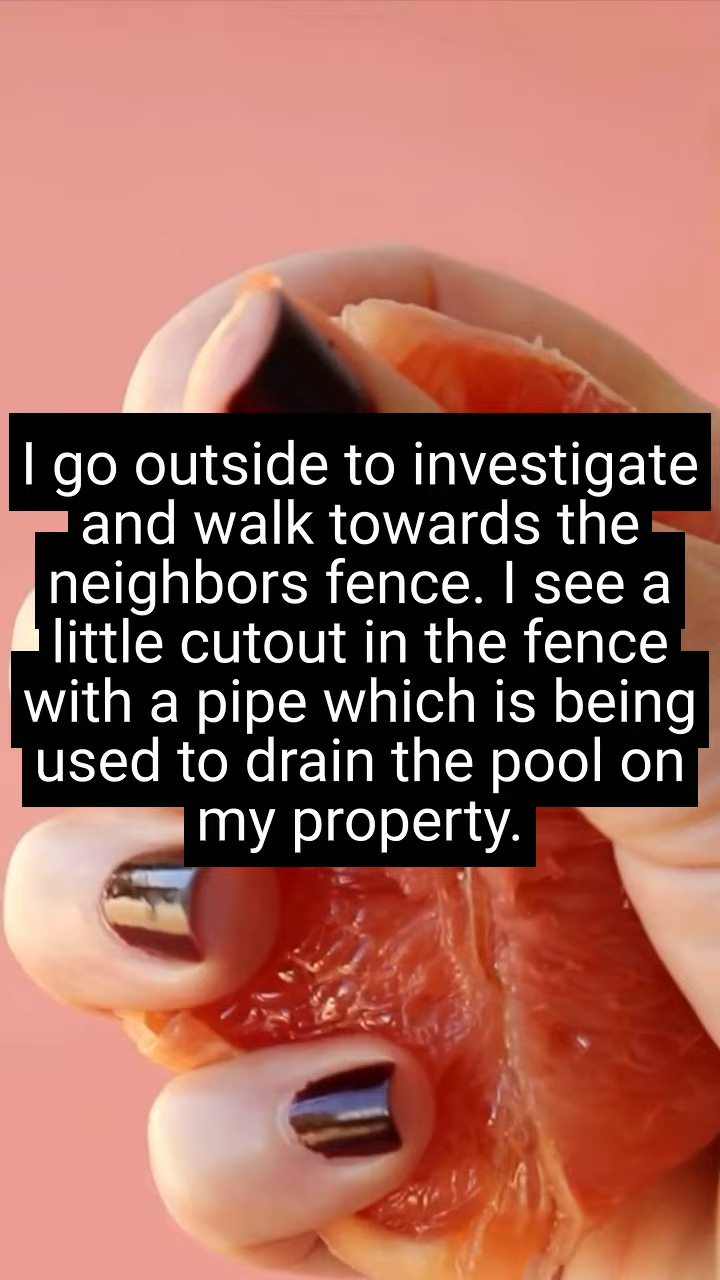 I go outside to investigate
and walk towards the
neighbors fence. I see a
little cutout in the fence
with a pipe which is being
used to drain the pool on
my property.